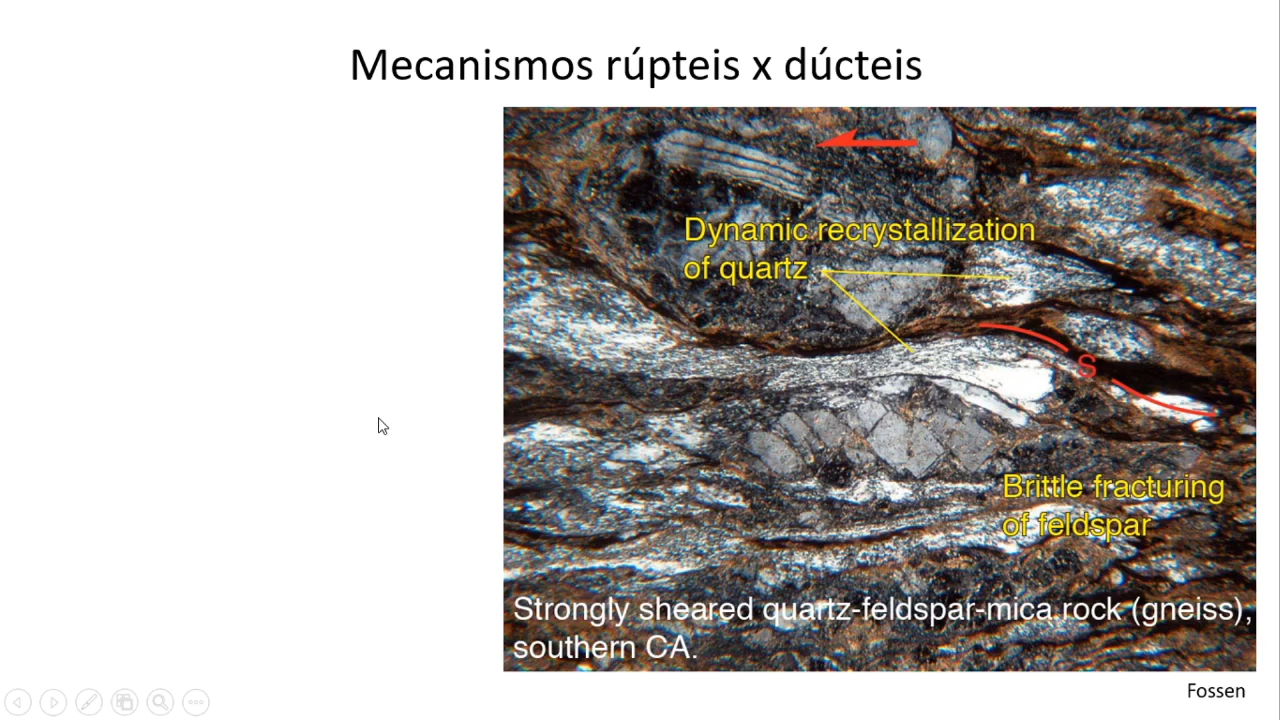 Mecanismos rúpteis x dúcteis
Dynamic recrystallization
of quartz
S
Brittle fracturing
of feldspar
Strongly sheared quartz-feldspar-mica rock (gneiss),
southern CA.
Fossen